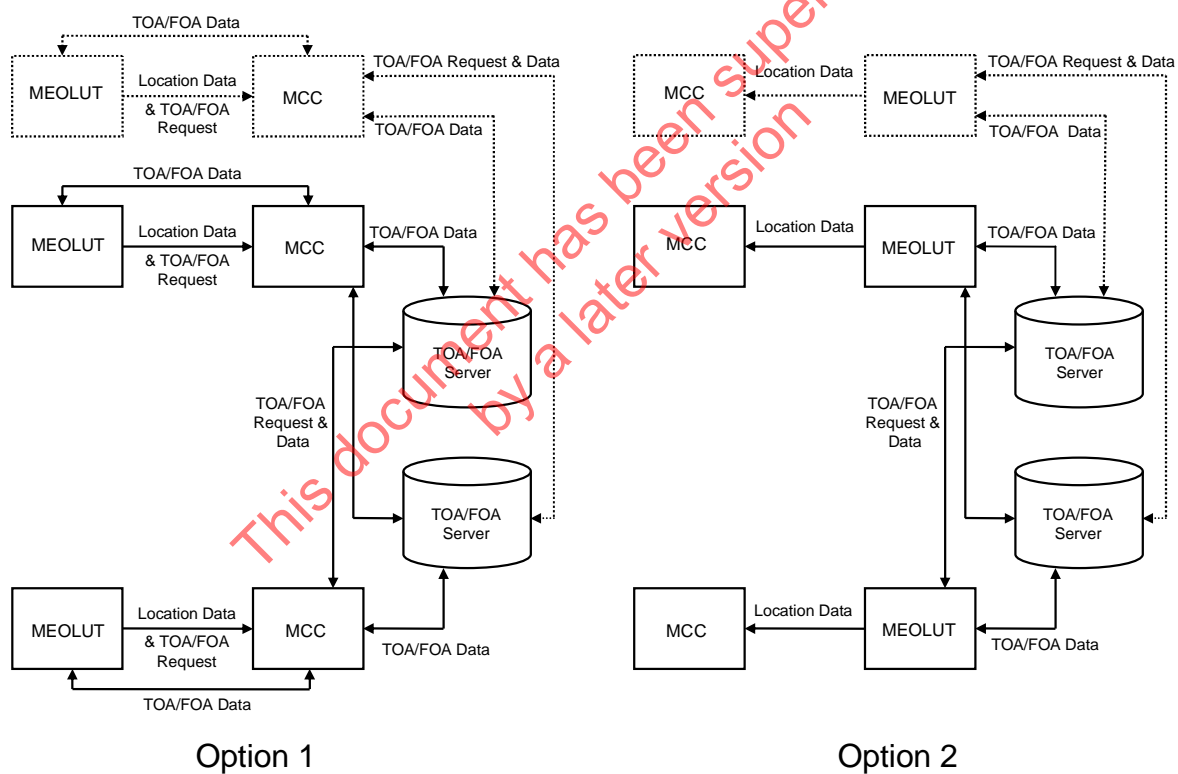 TOA/FOA Data
MEOLUT
Location Data
& TOA/FOA
Request
MCC
TOA/FOA Request & Data
TOA/FOA Data
TOA/FOA Data
MEOLUT
Location Data
& TOA/FOA
Request
MCC
TOA/FOA Data
TOA/FOA
Server
TOA/FOA
Request &
Data
TOA/FOA
Server
MEOLUT
Location Data
& TOA/FOA
Request
MCC
TOA/FOA Data
TOA/FOA Data
Option 1
MCC
Location Data
MEOLUT
TOA/FOA Request & Data
TOA/FOA Data
MCC
Location Data
MEOLUT
TOA/FOA Data
TOA/FOA
Server
TOA/FOA
Request &
Data
TOA/FOA
Server
MCC
Location Data
MEOLUT
TOA/FOA Data
Option 2
This document has been super
by a later version